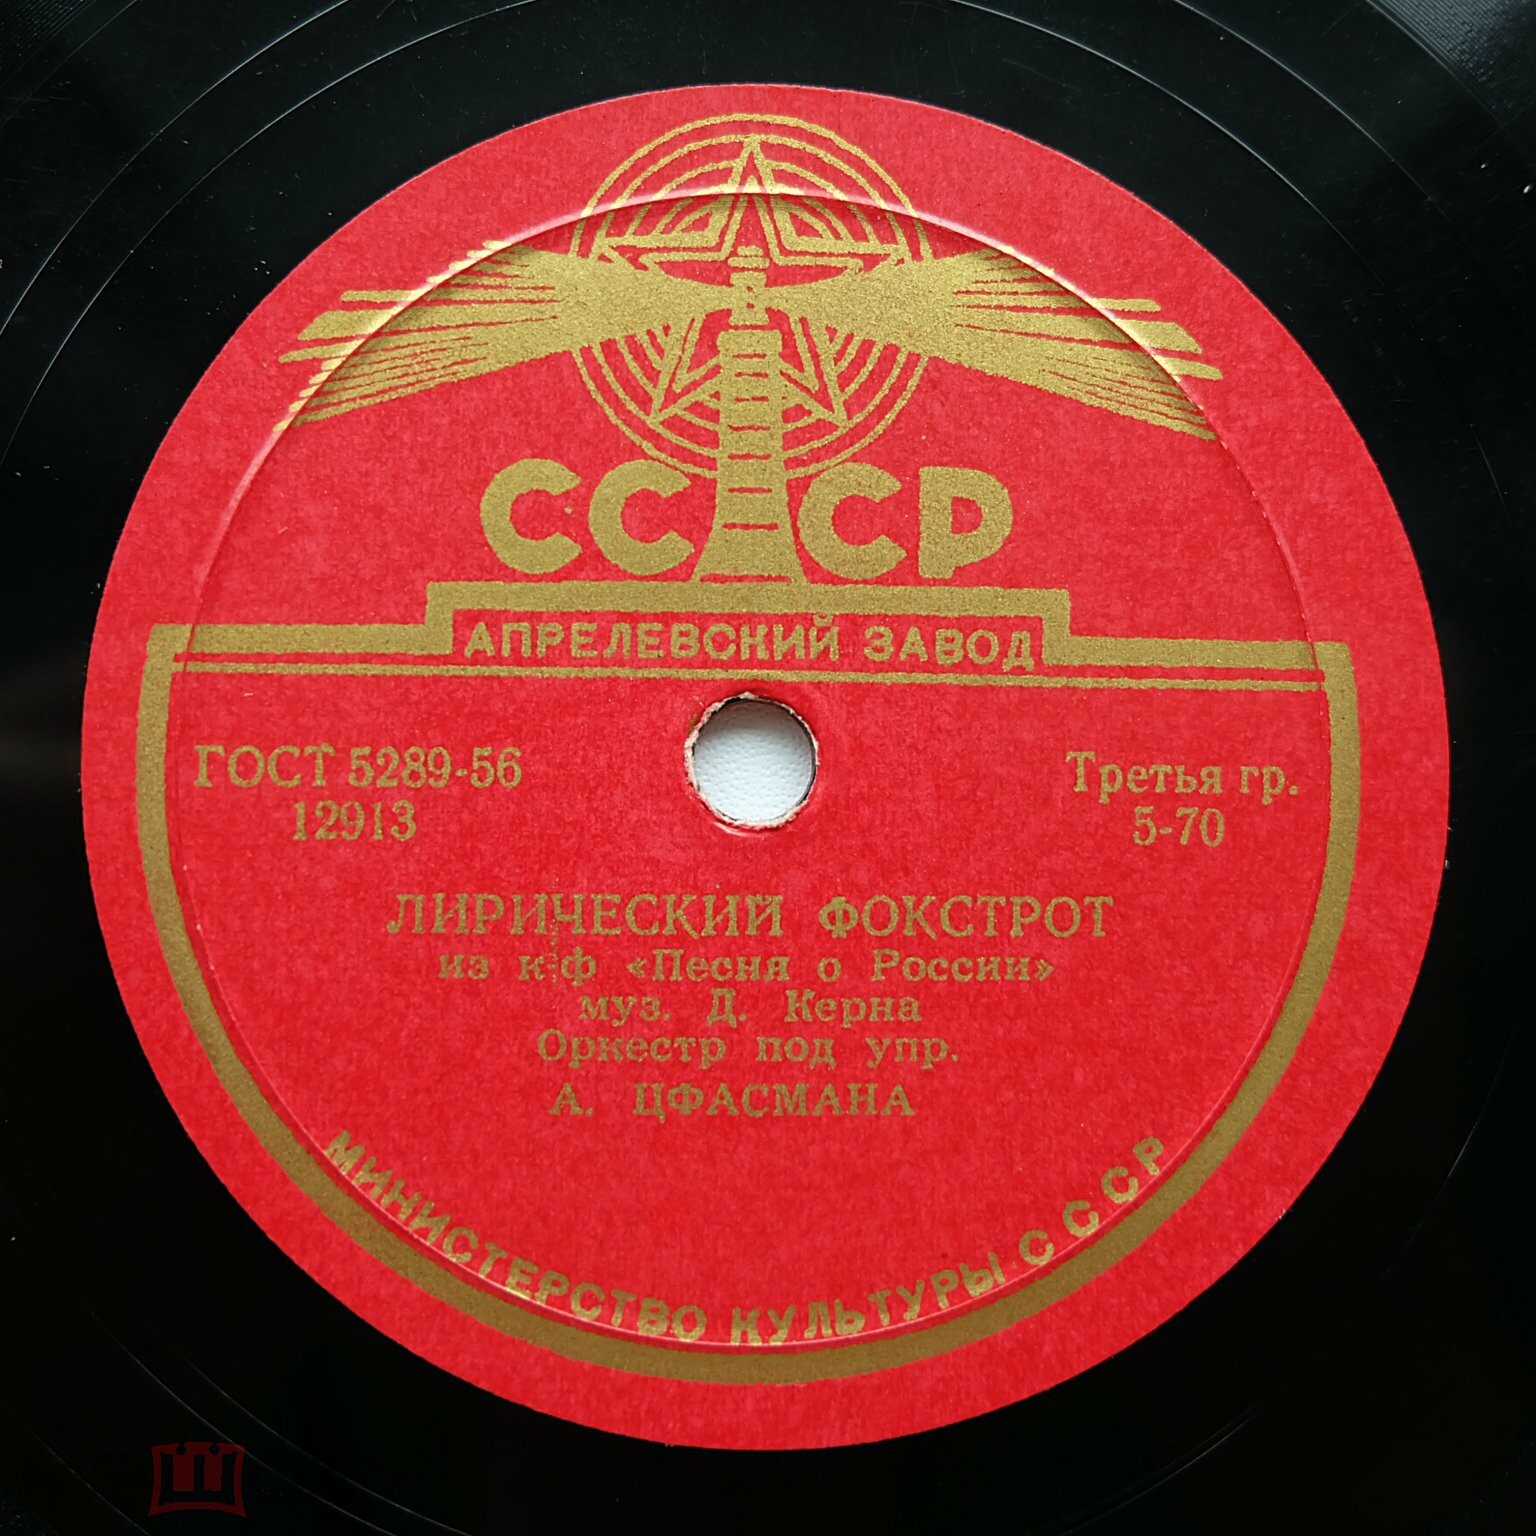 СССР
АПРЕЛЕВСКИЙ ЗАВОД
ГОСТ 5289-56
12913
Третья гр.
5-70
ЛИРИЧЕСКИЙ ФОКСТРОТ
из к-ф «Песня о России»
муз. Д. Керна
Оркестр под упр.
А. ЦФАСМАНА
МИНИСТЕРСТВО КУЛЬТУРЫ СССР